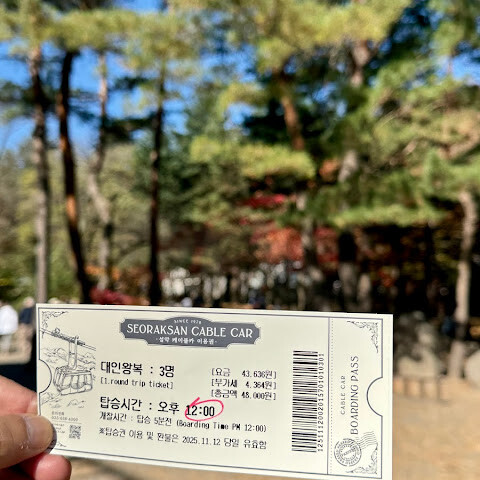 SINCE 1970
SEORAKSAN CABLE CAR
-설악 케이블카 이용권-
대인왕복 : 3명
[1.round trip ticket]
[요금 43.636원]
[부가세 4.364원]
[총금액 48.000원]
탑승시간 : 오후 12:00
개찰시간 : 탑승 5분전 (Boarding Time PM 12:00)
※탑승권 이용 및 환불은 2025.11.12 당일 유효함
CABLE CAR
BOARDING PASS